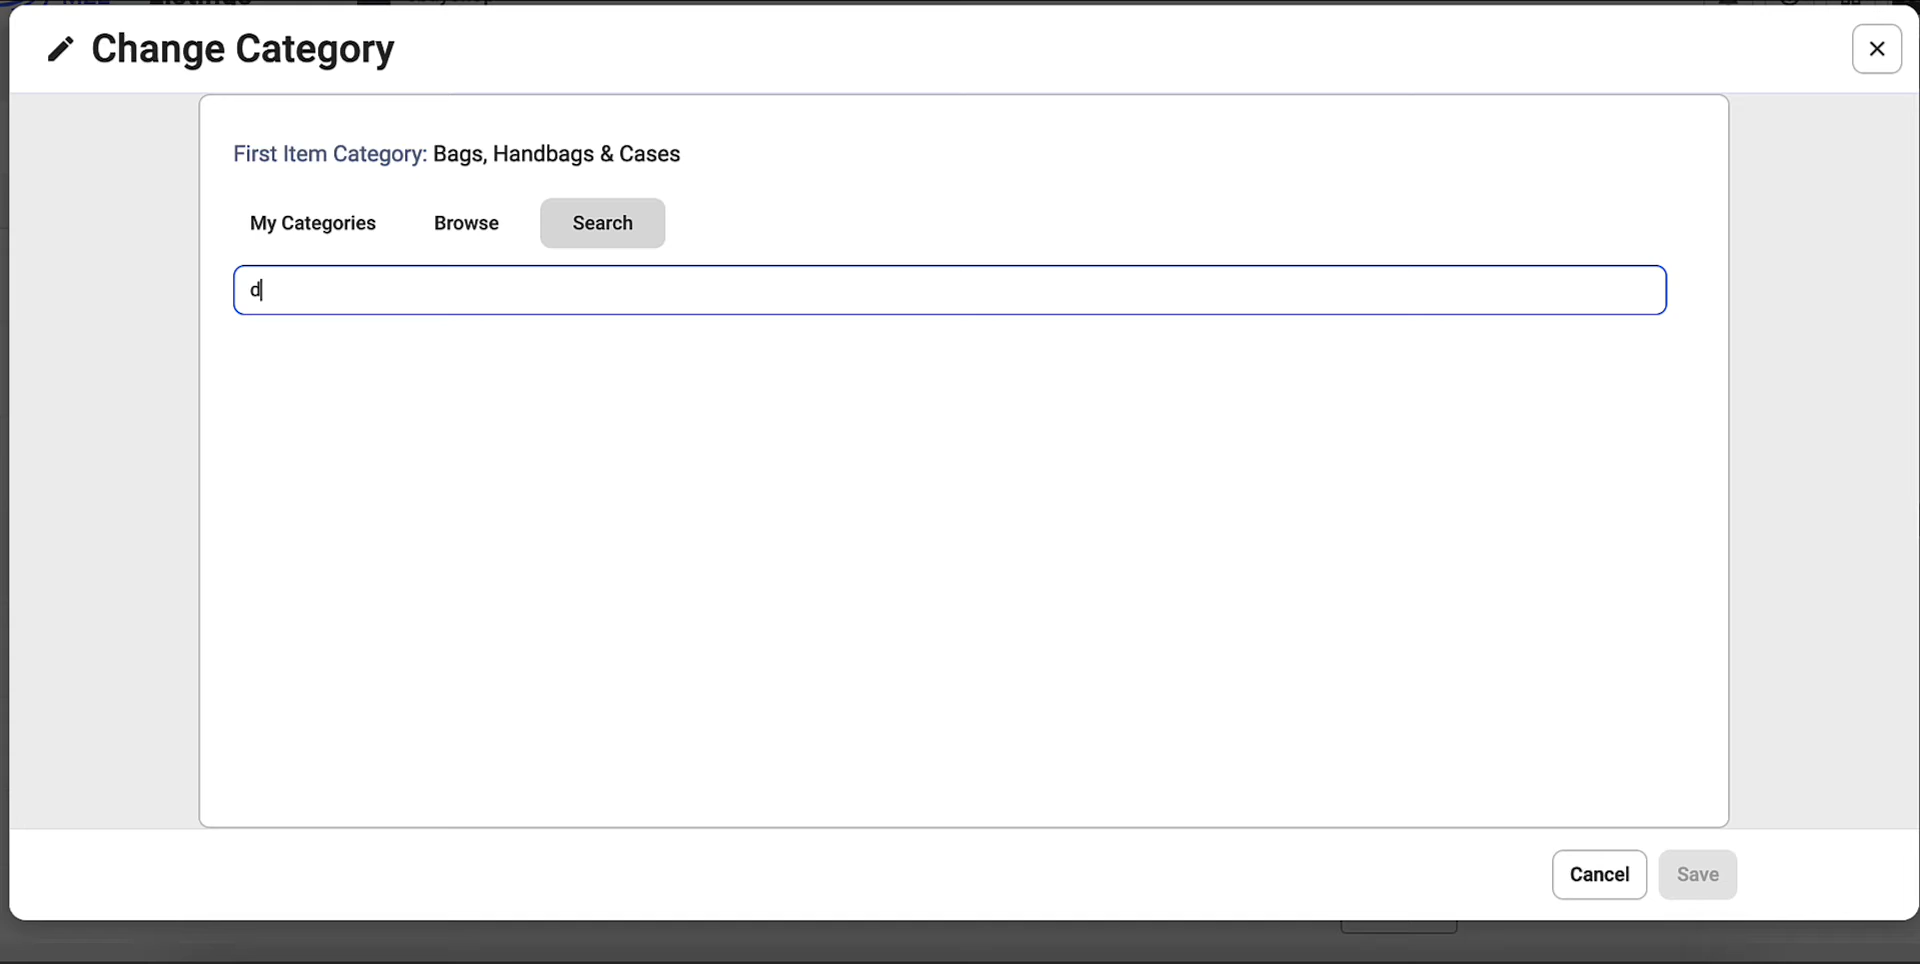 Change Category
First Item Category: Bags, Handbags & Cases
My Categories
Browse
Search
d
Cancel
Save